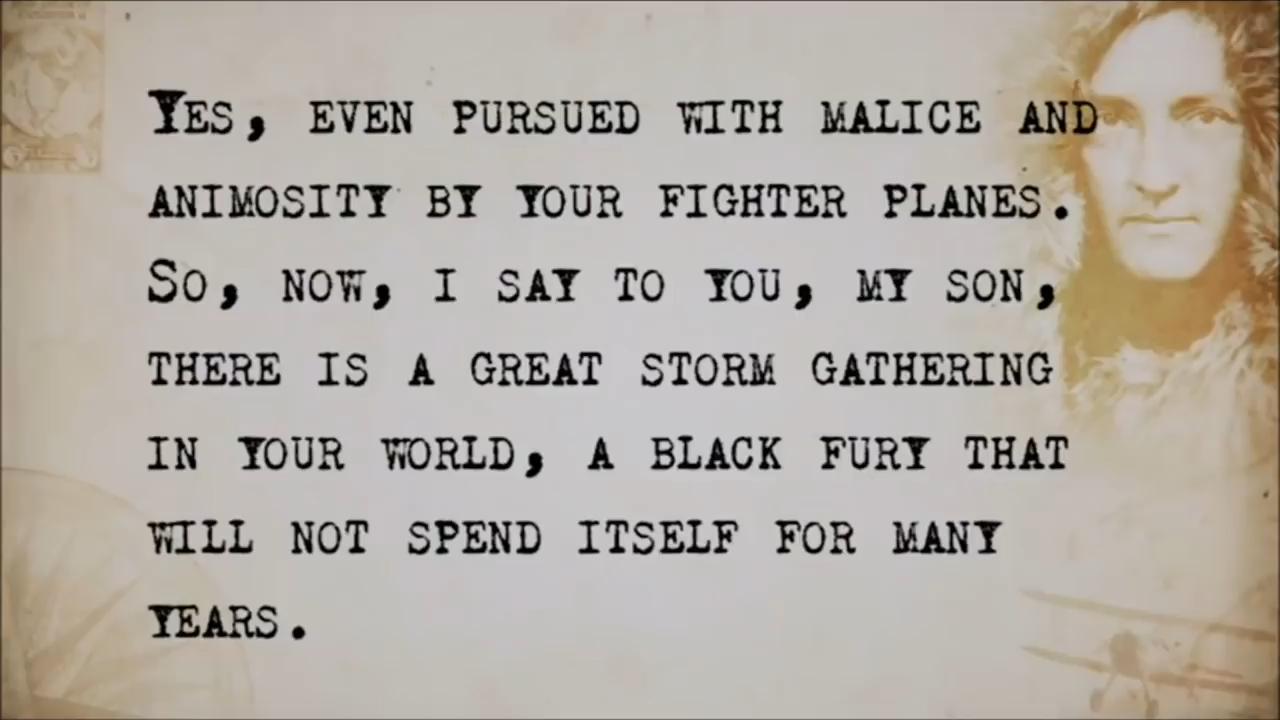 Yes, even pursued with malice and
animosity by your fighter planes.
So, now, I say to you, my son,
there is a great storm gathering
in your world, a black fury that
will not spend itself for many
years.